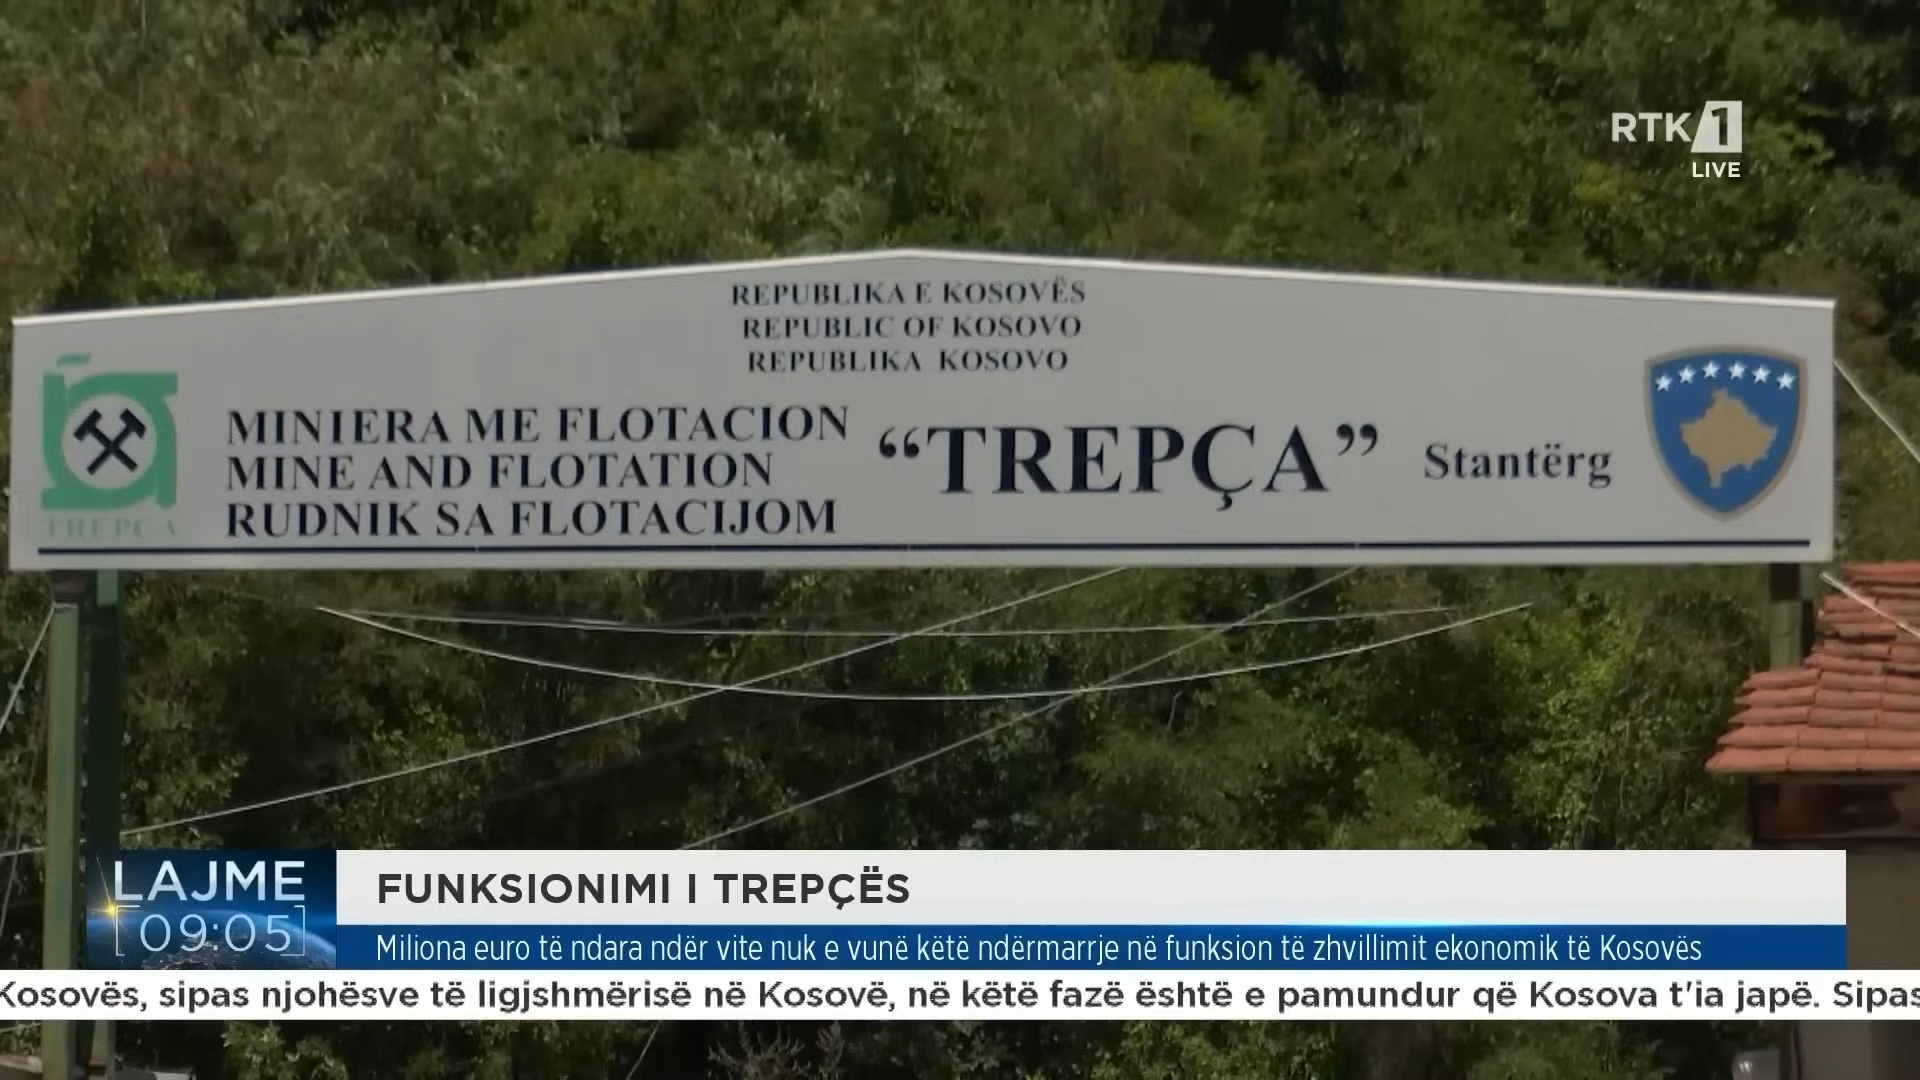 RTK 1
LIVE
REPUBLIKA E KOSOVËS
REPUBLIC OF KOSOVO
REPUBLIKA KOSOVO
MINIERA ME FLOTACION
MINE AND FLOTATION
RUDNIK SA FLOTACIJOM
“TREPÇA” Stantërg
TREPÇA
LAJME
09:05
FUNKSIONIMI I TREPÇËS
Miliona euro të ndara ndër vite nuk e vunë këtë ndërmarrje në funksion të zhvillimit ekonomik të Kosovës
Kosovës, sipas njohësve të ligjshmërisë në Kosovë, në këtë fazë është e pamundur që Kosova t'ia japë. Sipas